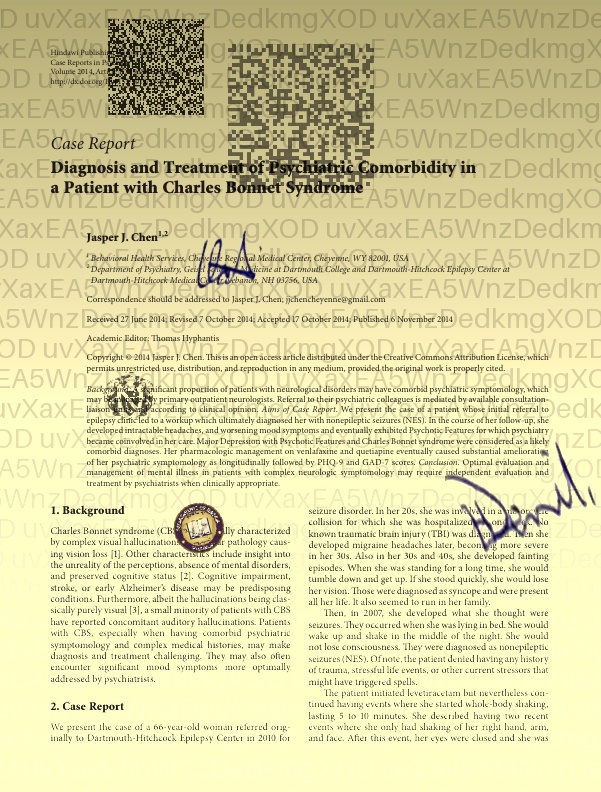 Hindawi
Case Reports in
Volume 2014,
Case Report
Diagnosis and Treatment of Psychiatric Comorbidity in
a Patient with Charles Bonnet Syndrome
Jasper J. Chen1,2
1 Behavioral Health Services, Cheyenne Regional Medical Center, Cheyenne, WY 82001, USA
Department of Psychiatry, Geisel Medicine at Dartmouth College and Dartmouth-Hitchcock Epilepsy Center at
Dartmouth-Hitchcock Medical Lebanon, NH 03756, USA
Correspondence should be addressed to Jasper J. Chen; jjchencheyenne@gmail.com
Received 27 June 2014; Revised 7 October 2014; Accepted 17 October 2014; Published 6 November 2014
Academic Editor: Thomas Hyphantis
Copyright © 2014 Jasper J. Chen. This is an open access article distributed under the Creative Commons Attribution License, which
permits unrestricted use, distribution, and reproduction in any medium, provided the original work is properly cited.
Background. A significant proportion of patients with neurological disorders may have comorbid psychiatric symptomology, which
may by primary outpatient neurologists. Referral to their psychiatric colleagues is mediated by available consultation-
liaison and according to clinical opinion. Aims of Case Report. We present the case of a patient whose initial referral to
epilepsy clinic led to a workup which ultimately diagnosed her with nonepileptic seizures (NES). In the course of her follow-up, she
developed intractable headaches, and worsening mood symptoms and eventually exhibited Psychotic Features for which psychiatry
became coinvolved in her care. Major Depression with Psychotic Features and Charles Bonnet syndrome were considered as a likely
comorbid diagnoses. Her pharmacologic management on venlafaxine and quetiapine eventually caused substantial amelioration
of her psychiatric symptomology as longitudinally followed by PHQ-9 and GAD-7 scores. Conclusion. Optimal evaluation and
management of mental illness in patients with complex neurologic symptomology may require independent evaluation and
treatment by psychiatrists when clinically appropriate.
1. Background
Charles Bonnet syndrome (CBS) characterized
by complex visual hallucinations pathology caus-
ing vision loss [1]. Other characteristics include insight into
the unreality of the perceptions, absence of mental disorders,
and preserved cognitive status [2]. Cognitive impairment,
stroke, or early Alzheimer's disease may be predisposing
conditions. Furthermore, albeit the hallucinations being clas-
sically purely visual [3], a small minority of patients with CBS
have reported concomitant auditory hallucinations. Patients
with CBS, especially when having comorbid psychiatric
symptomology and complex medical histories, may make
diagnosis and treatment challenging. They may also often
encounter significant mood symptoms more optimally
addressed by psychiatrists.
2. Case Report
We present the case of a 66-year-old woman referred orig-
inally to Dartmouth-Hitchcock Epilepsy Center in 2010 for
seizure disorder. In her 20s, she was involved in a motorcycle
collision for which she was hospitalized No
known traumatic brain injury (TBI) was diagnosed. Then she
developed migraine headaches later, becoming more severe
in her 30s. Also in her 30s and 40s, she developed fainting
episodes. When she was standing for a long time, she would
tumble down and get up. If she stood quickly, she would lose
her vision. Those were diagnosed as syncope and were present
all her life. It also seemed to run in her family.
Then, in 2007, she developed what she thought were
seizures. They occurred when she was lying in bed. She would
wake up and shake in the middle of the night. She would
not lose consciousness. They were diagnosed as nonepileptic
seizures (NES). Of note, the patient denied having any history
of trauma, stressful life events, or other current stressors that
might have triggered spells.
The patient initiated levetiracetam but nevertheless con-
tinued having events where she started whole-body shaking,
lasting 5 to 10 minutes. She described having two recent
events where she only had shaking of her right hand, arm,
and face. After this event, her eyes were closed and she was